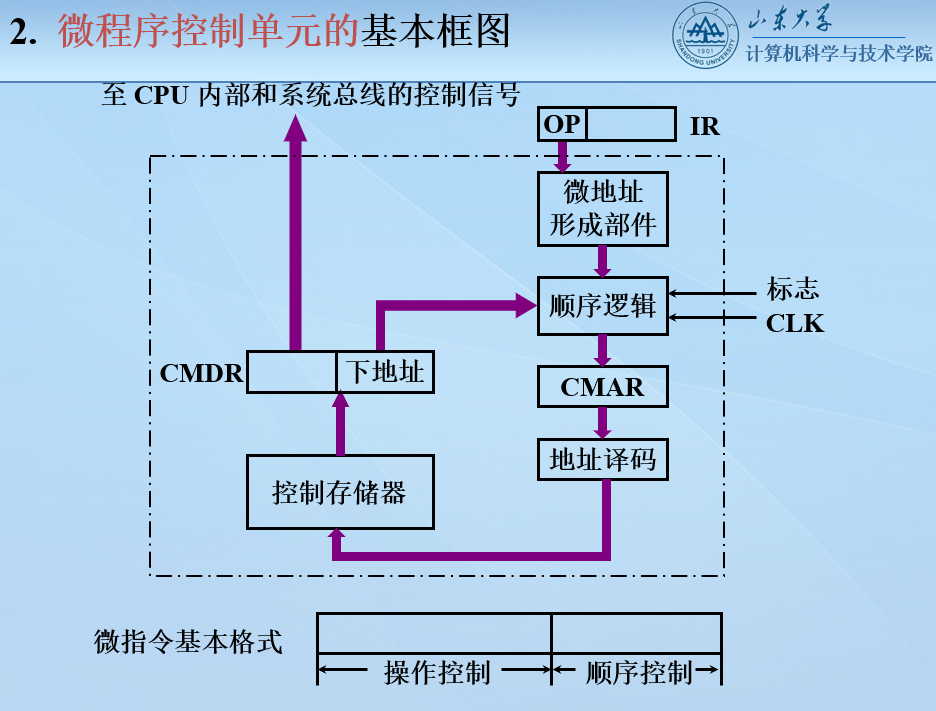 2. 微程序控制单元的基本框图
山东大学
SHANDONG UNIVERSITY
1901
计算机科学与技术学院
至 CPU 内部和系统总线的控制信号
OP
IR
微地址
形成部件
顺序逻辑
标志
CLK
CMDR
下地址
CMAR
地址译码
控制存储器
微指令基本格式
操作控制
顺序控制